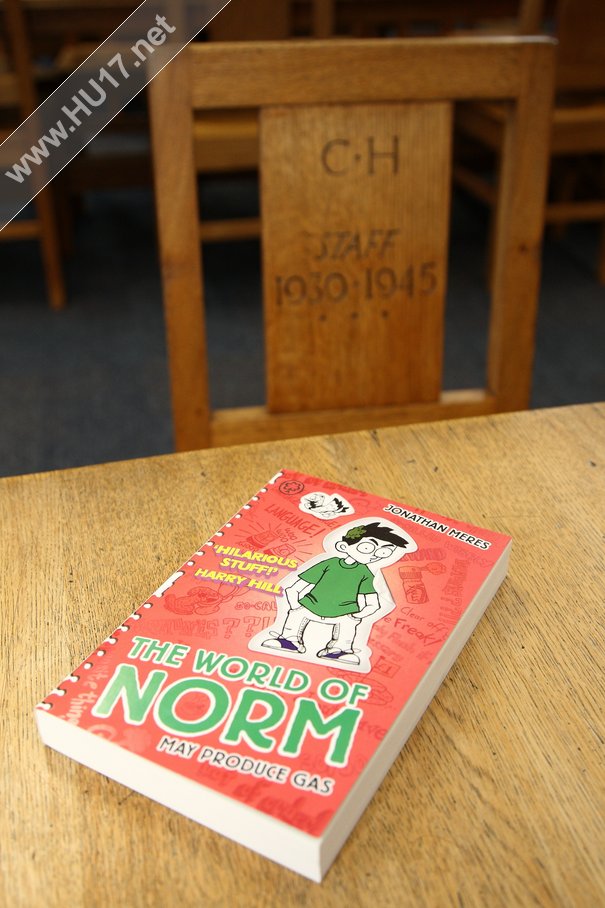 www.HU17.net
C·H
STAFF
1930·1945
JONATHAN MERES
LANGUAGE!
'HILARIOUS
STUFF!'
HARRY HILL
THE WORLD OF
NORM
MAY PRODUCE GAS